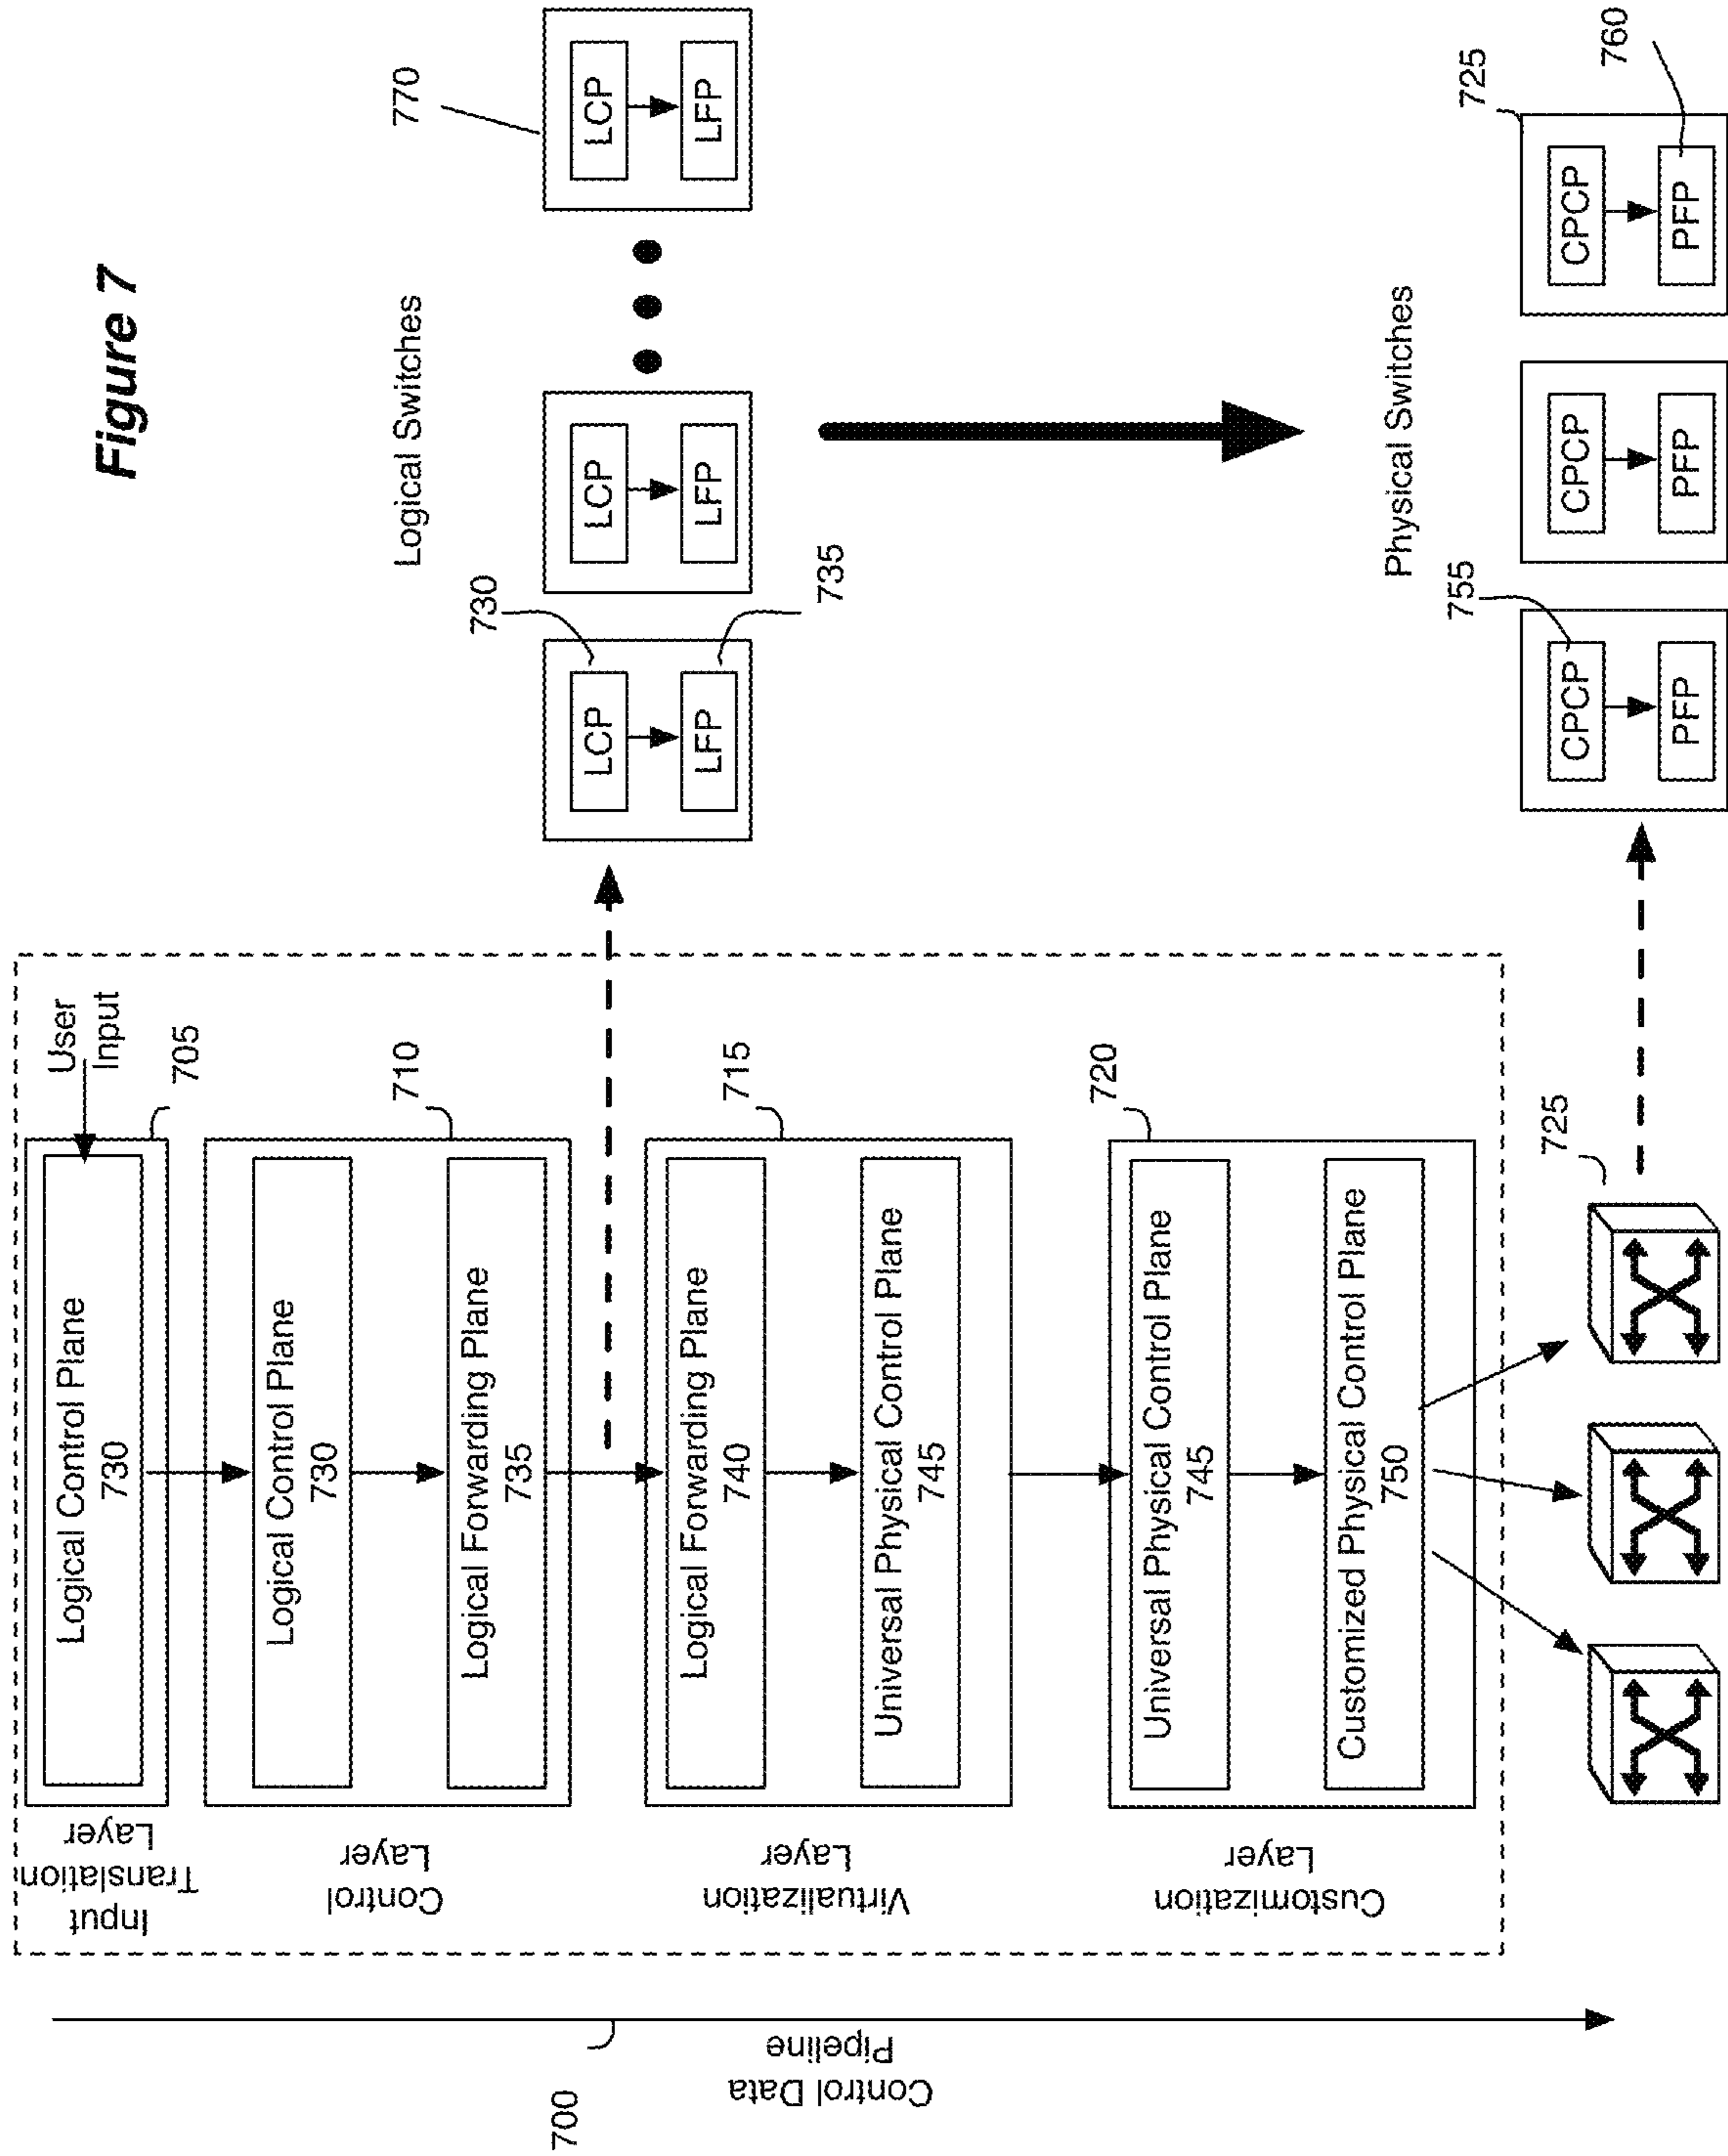 Figure 7
700
Control Data
Pipeline
Input
Translation
Layer
Logical Control Plane
730
User
Input
705
Control
Layer
Logical Control Plane
730
Logical Forwarding Plane
735
710
Virtualization
Layer
Logical Forwarding Plane
740
Universal Physical Control Plane
745
715
Customization
Layer
Universal Physical Control Plane
745
Customized Physical Control Plane
750
720
725
Logical Switches
730
735
770
LCP
LFP
LCP
LFP
LCP
LFP
Physical Switches
755
725
760
CPCP
PFP
CPCP
PFP
CPCP
PFP